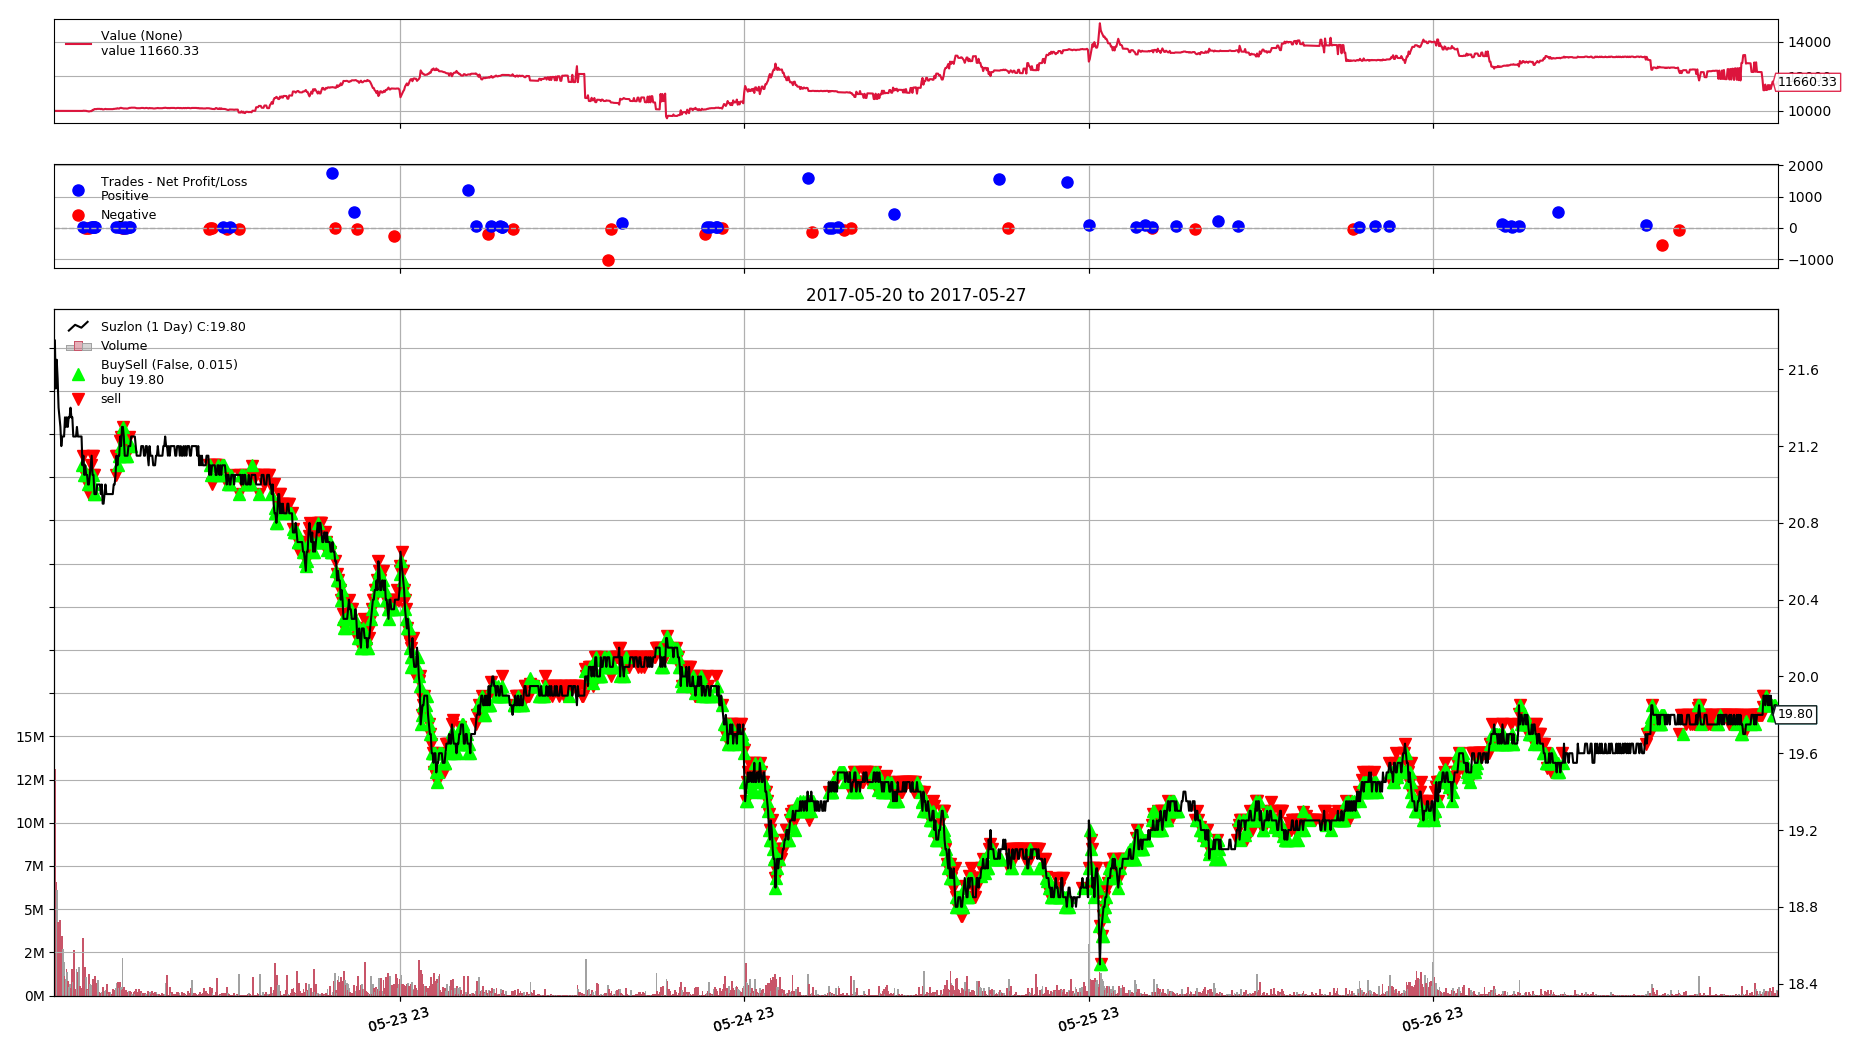 Value (None)
value 11660.33
14000
11660.33
10000
Trades - Net Profit/Loss
Positive
Negative
2000
1000
0
−1000
2017-05-20 to 2017-05-27
Suzlon (1 Day) C:19.80
Volume
BuySell (False, 0.015)
buy 19.80
sell
21.6
21.2
20.8
20.4
20.0
19.80
19.6
19.2
18.8
18.4
15M
12M
10M
7M
5M
2M
0M
05-23 23
05-24 23
05-25 23
05-26 23